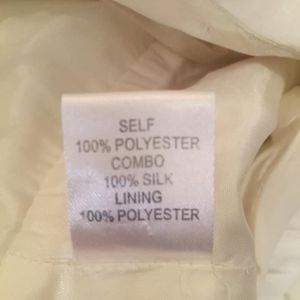 SELF
100% POLYESTER
COMBO
100% SILK
LINING
100% POLYESTER